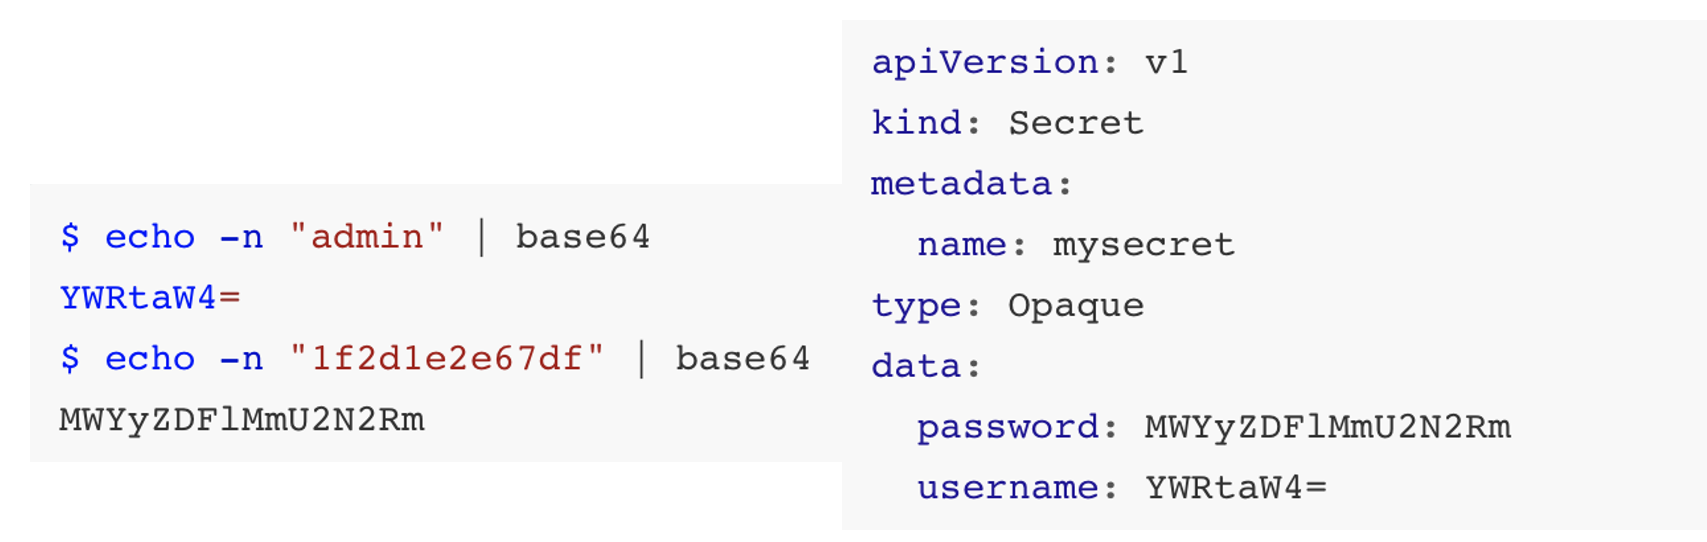 $ echo -n "admin" | base64
YWRtaW4=
$ echo -n "1f2d1e2e67df" | base64
MWYyZDFlMmU2N2Rm
apiVersion: v1
kind: Secret
metadata:
  name: mysecret
type: Opaque
data:
  password: MWYyZDFlMmU2N2Rm
  username: YWRtaW4=